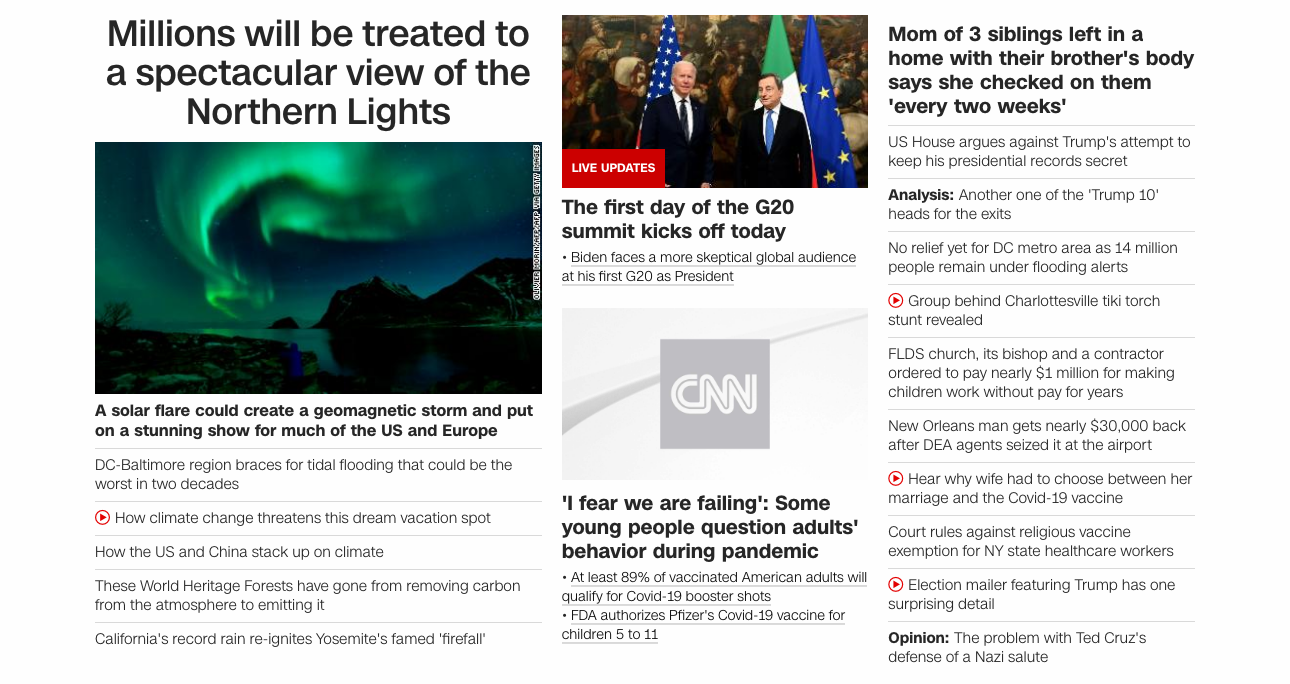 Millions will be treated to
a spectacular view of the
Northern Lights
A solar flare could create a geomagnetic storm and put
on a stunning show for much of the US and Europe
DC-Baltimore region braces for tidal flooding that could be the
worst in two decades
How climate change threatens this dream vacation spot
How the US and China stack up on climate
These World Heritage Forests have gone from removing carbon
from the atmosphere to emitting it
California's record rain re-ignites Yosemite's famed 'firefall'
LIVE UPDATES
The first day of the G20
summit kicks off today
• Biden faces a more skeptical global audience
at his first G20 as President
CNN
'I fear we are failing': Some
young people question adults'
behavior during pandemic
• At least 89% of vaccinated American adults will
qualify for Covid-19 booster shots
• FDA authorizes Pfizer's Covid-19 vaccine for
children 5 to 11
Mom of 3 siblings left in a
home with their brother's body
says she checked on them
'every two weeks'
US House argues against Trump's attempt to
keep his presidential records secret
Analysis: Another one of the 'Trump 10'
heads for the exits
No relief yet for DC metro area as 14 million
people remain under flooding alerts
Group behind Charlottesville tiki torch
stunt revealed
FLDS church, its bishop and a contractor
ordered to pay nearly $1 million for making
children work without pay for years
New Orleans man gets nearly $30,000 back
after DEA agents seized it at the airport
Hear why wife had to choose between her
marriage and the Covid-19 vaccine
Court rules against religious vaccine
exemption for NY state healthcare workers
Election mailer featuring Trump has one
surprising detail
Opinion: The problem with Ted Cruz's
defense of a Nazi salute